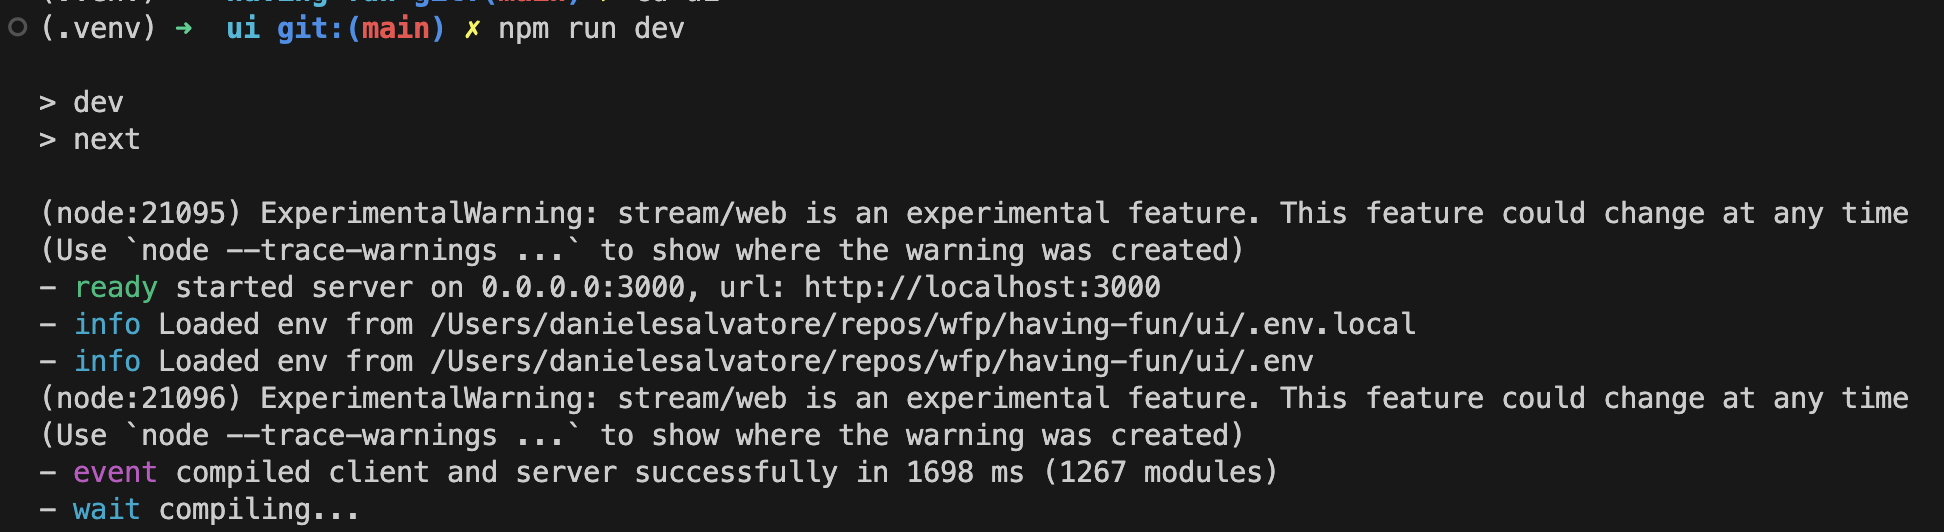 (.venv) ➜  ui git:(main) ✗ npm run dev
> dev
> next
(node:21095) ExperimentalWarning: stream/web is an experimental feature. This feature could change at any time
(Use `node --trace-warnings ...` to show where the warning was created)
- ready started server on 0.0.0.0:3000, url: http://localhost:3000
- info Loaded env from /Users/danielesalvatore/repos/wfp/having-fun/ui/.env.local
- info Loaded env from /Users/danielesalvatore/repos/wfp/having-fun/ui/.env
(node:21096) ExperimentalWarning: stream/web is an experimental feature. This feature could change at any time
(Use `node --trace-warnings ...` to show where the warning was created)
- event compiled client and server successfully in 1698 ms (1267 modules)
- wait compiling...